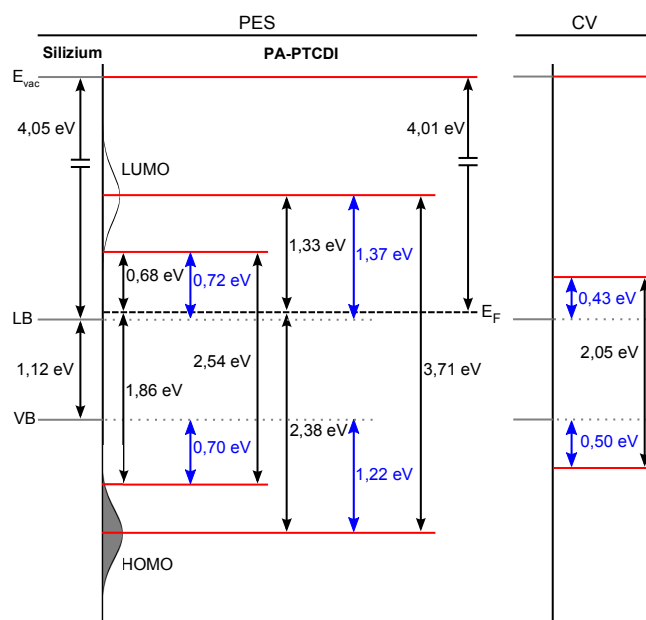 PES
CV
Silizium
PA-PTCDI
Evac
4,05 eV
4,01 eV
LUMO
1,33 eV
1,37 eV
0,68 eV
0,72 eV
0,43 eV
LB
EF
1,12 eV
2,54 eV
2,05 eV
3,71 eV
1,86 eV
VB
2,38 eV
0,70 eV
0,50 eV
1,22 eV
HOMO